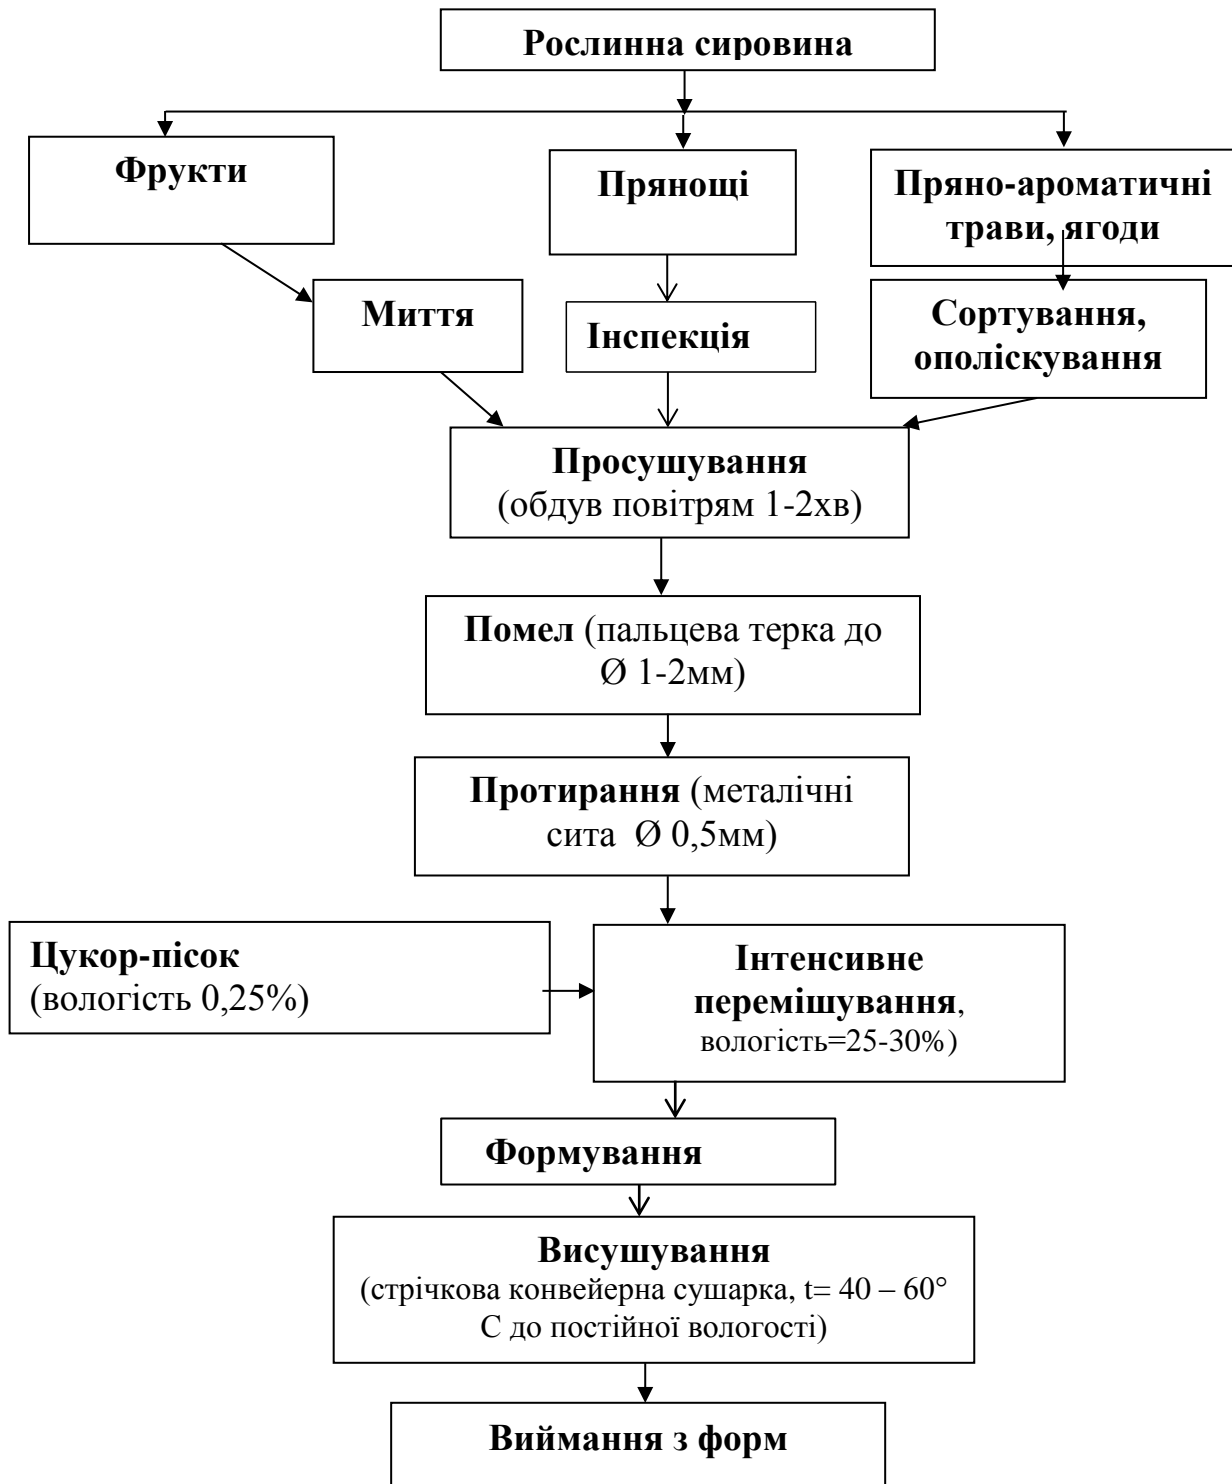 Рослинна сировина
Фрукти
Прянощі
Пряно-ароматичні
трави, ягоди
Миття
Інспекція
Сортування,
ополіскування
Просушування
(обдув повітрям 1-2хв)
Помел (пальцева терка до
Ø 1-2мм)
Протирання (металічні
сита Ø 0,5мм)
Цукор-пісок
(вологість 0,25%)
Інтенсивне
перемішування,
вологість=25-30%)
Формування
Висушування
(стрічкова конвейерна сушарка, t= 40 – 60°
С до постійної вологості)
Виймання з форм